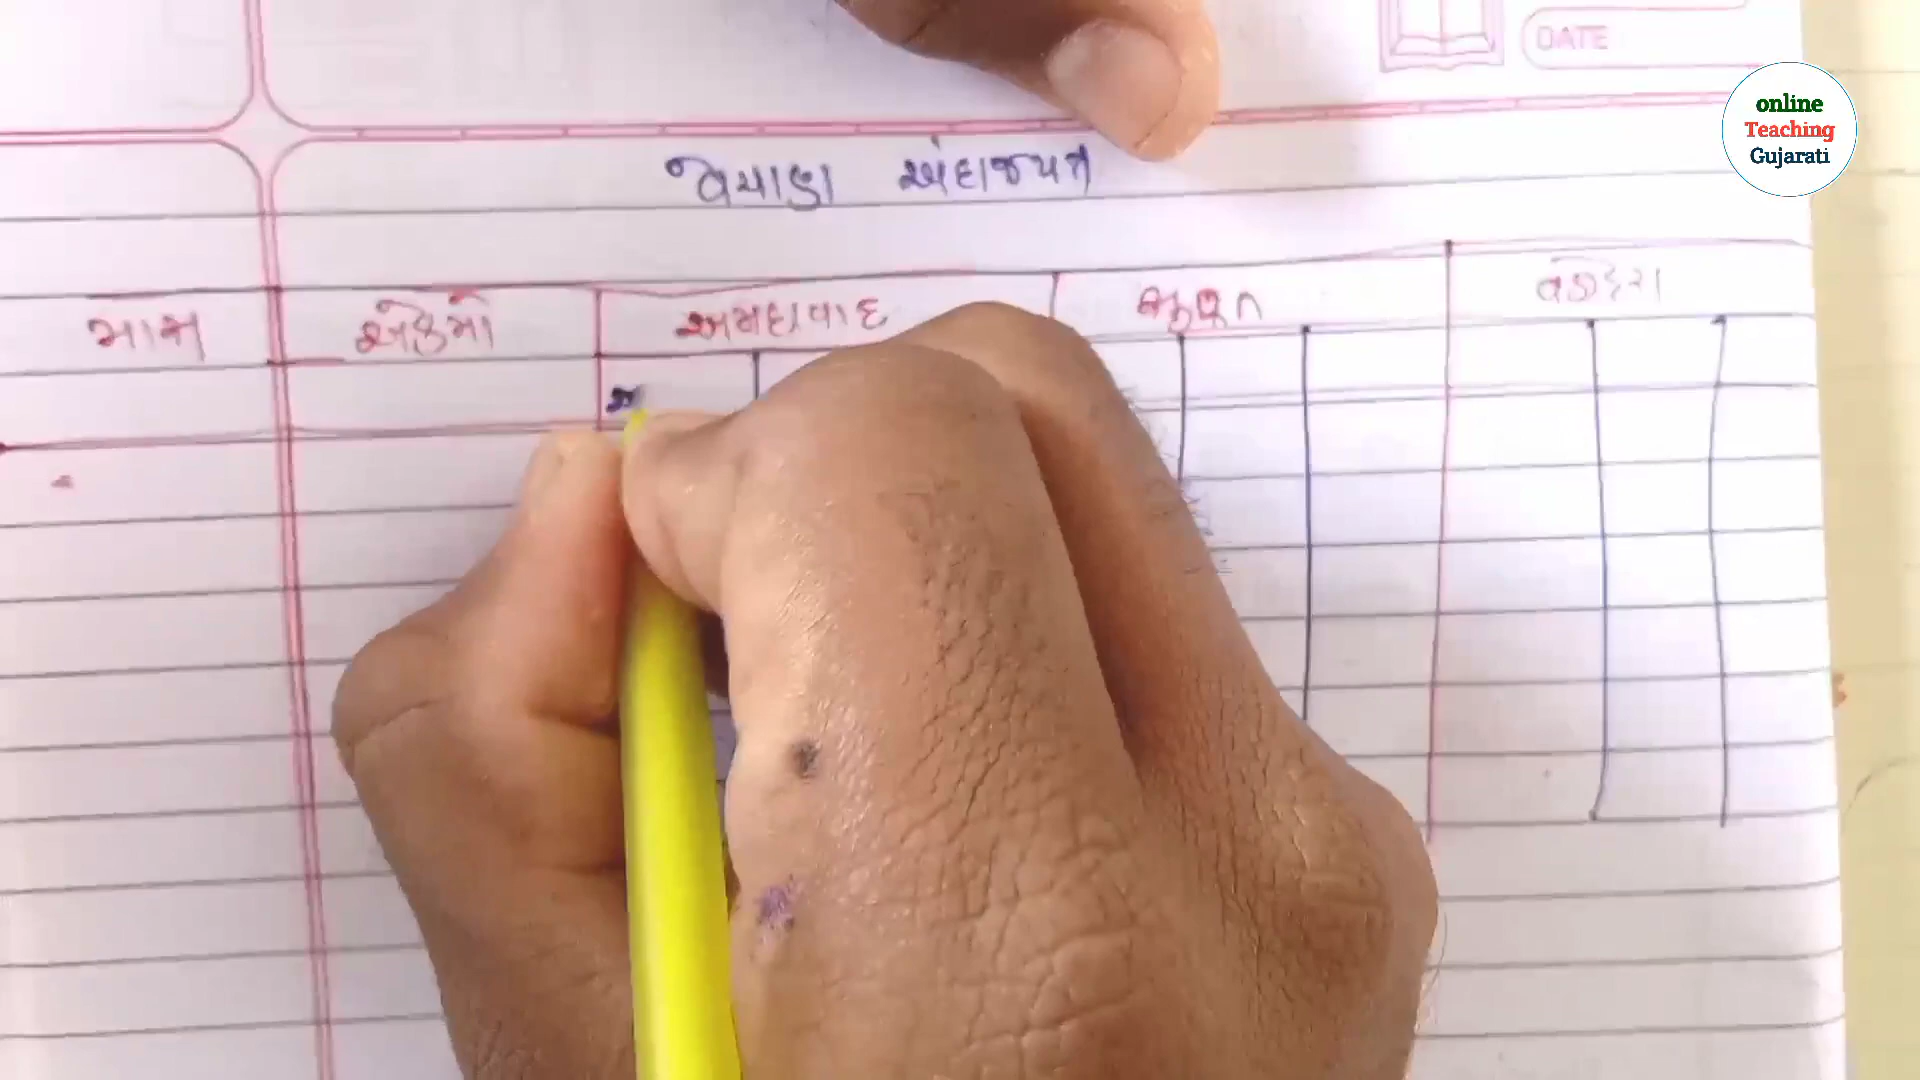 DATE
online
Teaching
Gujarati
વેચાણ અંદાજપત્ર
માસ એકમો અમદાવાદ સુરત વડોદરા